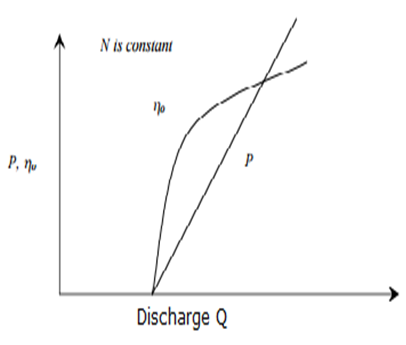 N is constant
ηo
P, ηo
P
Discharge Q